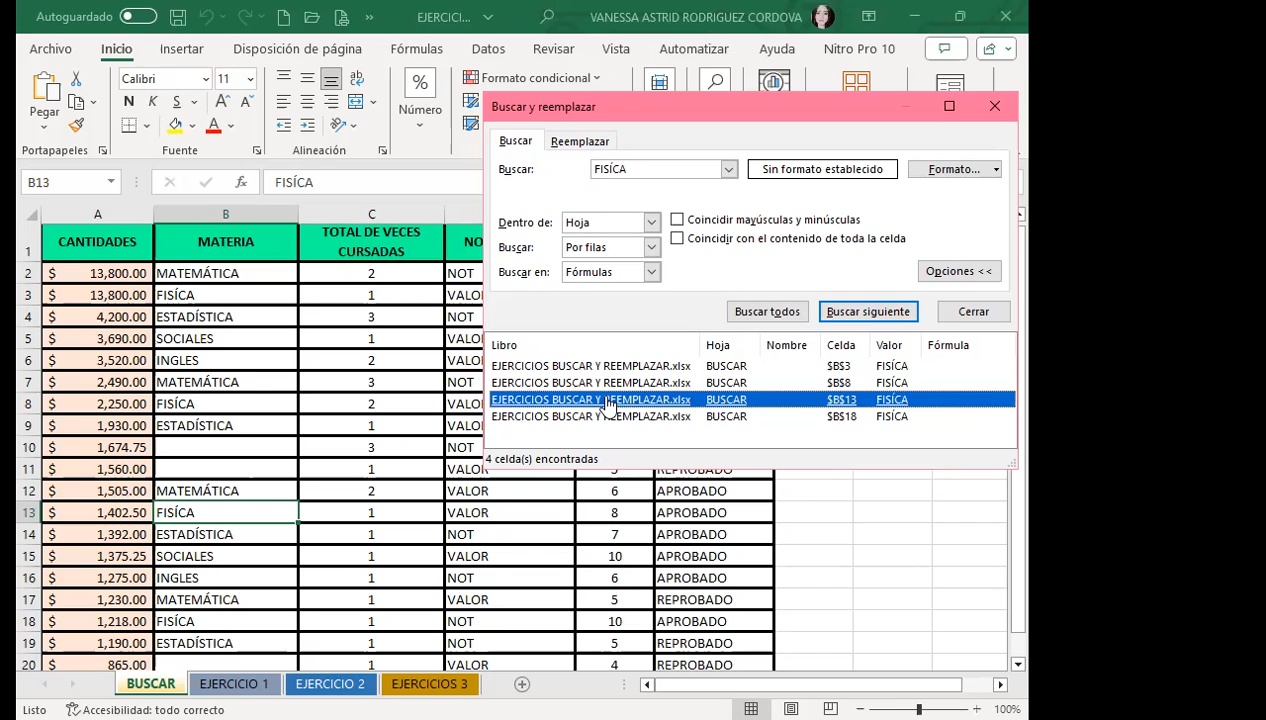 Autoguardado EJERCICI... VANESSA ASTRID RODRIGUEZ CORDOVA
Archivo Inicio Insertar Disposición de página Fórmulas Datos Revisar Vista Automatizar Ayuda Nitro Pro 10
Pegar Calibri 11 N K S Número Formato condicional
Portapapeles Fuente Alineación
B13 fx FISÍCA
Buscar y reemplazar
Buscar Reemplazar
Buscar: FISÍCA Sin formato establecido Formato...
Dentro de: Hoja Coincidir mayúsculas y minúsculas
Buscar: Por filas Coincidir con el contenido de toda la celda
Buscar en: Fórmulas Opciones <<
Buscar todos Buscar siguiente Cerrar
Libro Hoja Nombre Celda Valor Fórmula
EJERCICIOS BUSCAR Y REEMPLAZAR.xlsx BUSCAR $B$3 FISÍCA
EJERCICIOS BUSCAR Y REEMPLAZAR.xlsx BUSCAR $B$8 FISÍCA
EJERCICIOS BUSCAR Y REEMPLAZAR.xlsx BUSCAR $B$13 FISÍCA
EJERCICIOS BUSCAR Y REEMPLAZAR.xlsx BUSCAR $B$18 FISÍCA
4 celda(s) encontradas
A B C
1 CANTIDADES MATERIA TOTAL DE VECES CURSADAS
2 $ 13,800.00 MATEMÁTICA 2 NOT
3 $ 13,800.00 FISÍCA 1
4 $ 4,200.00 ESTADÍSTICA 3 NOT
5 $ 3,690.00 SOCIALES 1
6 $ 3,520.00 INGLES 2
7 $ 2,490.00 MATEMÁTICA 3 NOT
8 $ 2,250.00 FISÍCA 2
9 $ 1,930.00 ESTADÍSTICA 1
10 $ 1,674.75 3 NOT
11 $ 1,560.00 1 VALOR 5 REPROBADO
12 $ 1,505.00 MATEMÁTICA 2 VALOR 6 APROBADO
13 $ 1,402.50 FISÍCA 1 VALOR 8 APROBADO
14 $ 1,392.00 ESTADÍSTICA 1 NOT 7 APROBADO
15 $ 1,375.25 SOCIALES 1 VALOR 10 APROBADO
16 $ 1,275.00 INGLES 1 NOT 6 APROBADO
17 $ 1,230.00 MATEMÁTICA 1 VALOR 5 REPROBADO
18 $ 1,218.00 FISÍCA 1 NOT 10 APROBADO
19 $ 1,190.00 ESTADÍSTICA 1 NOT 5 REPROBADO
20 $ 865.00 1 VALOR 4 REPROBADO
BUSCAR EJERCICIO 1 EJERCICIO 2 EJERCICIOS 3
Listo Accesibilidad: todo correcto 100%